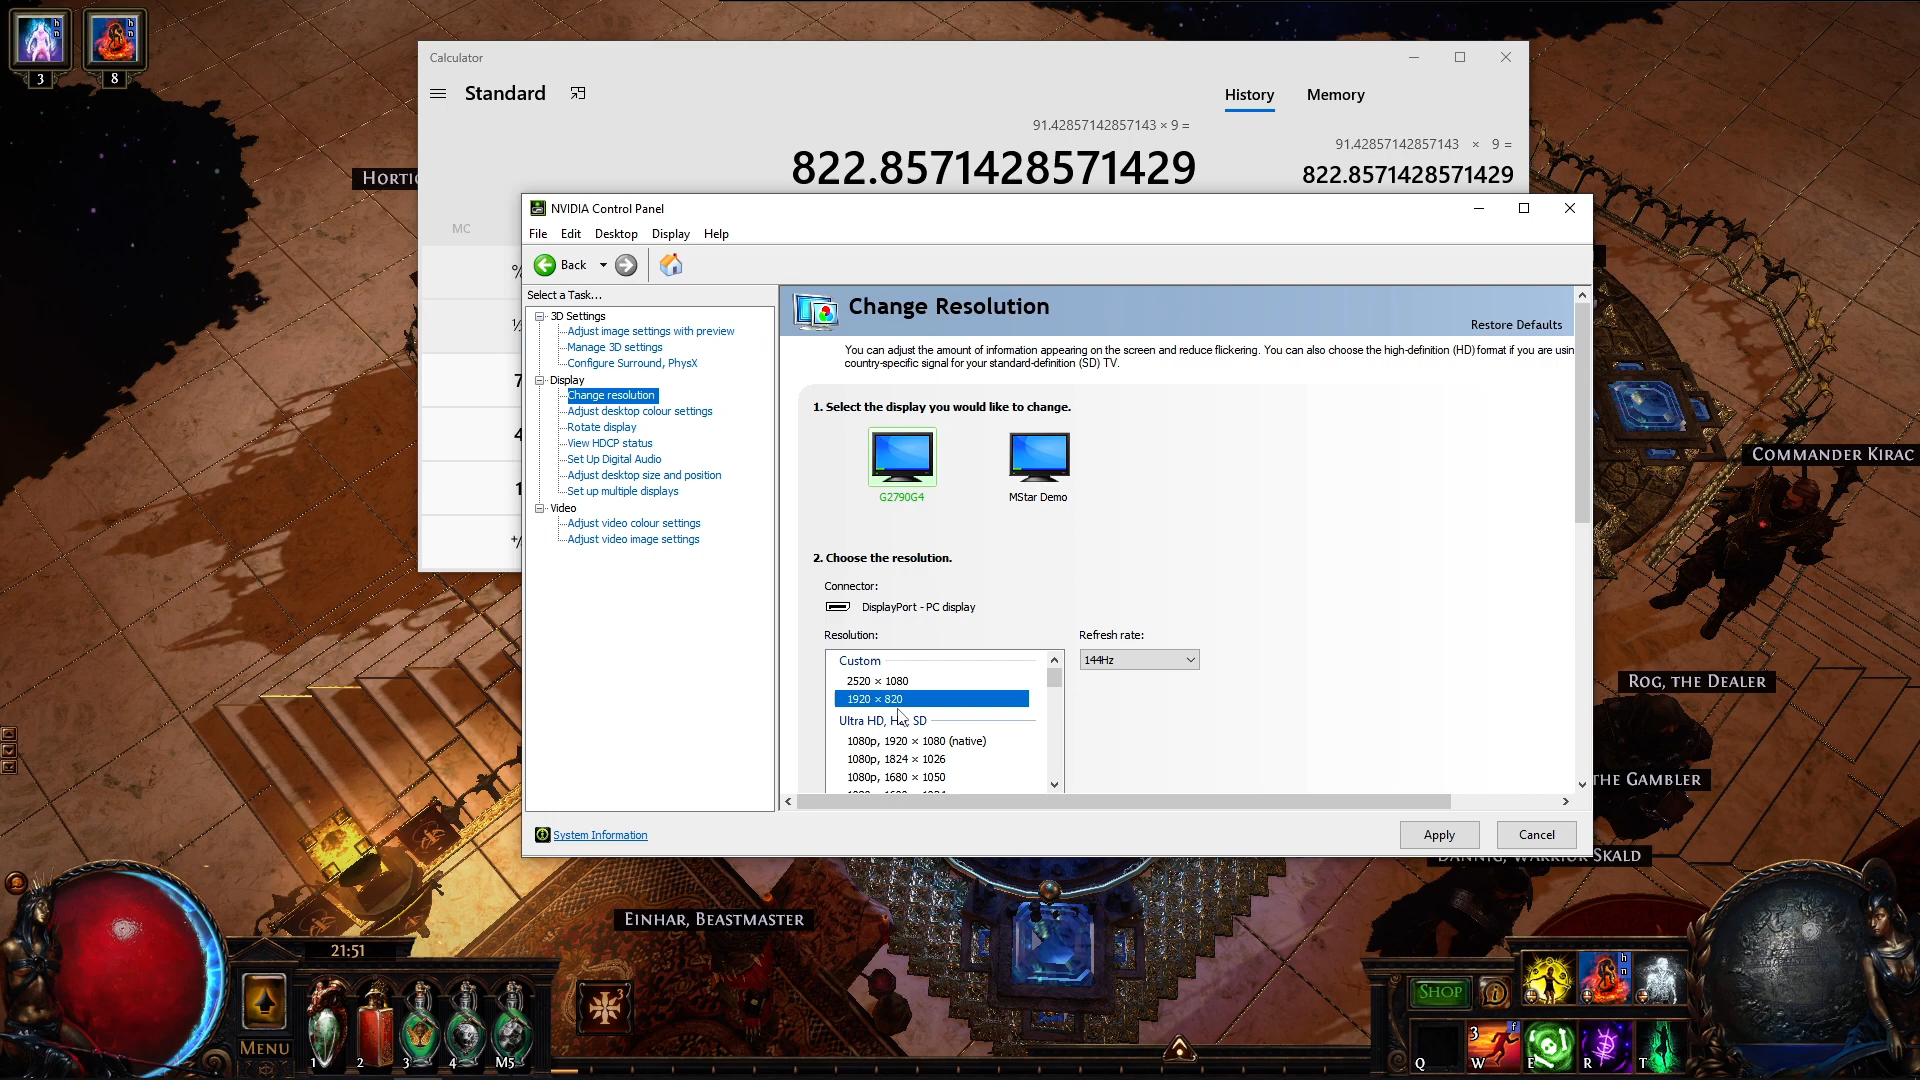 h
n
3
h
n
8
Calculator
Standard
History
Memory
91.42857142857143 × 9 =
822.8571428571429
91.42857142857143 × 9 =
822.8571428571429
MC
%
7
4
1
HORTIC
NVIDIA Control Panel
File Edit Desktop Display Help
Back
Select a Task...
3D Settings
Adjust image settings with preview
Manage 3D settings
Configure Surround, PhysX
Display
Change resolution
Adjust desktop colour settings
Rotate display
View HDCP status
Set Up Digital Audio
Adjust desktop size and position
Set up multiple displays
Video
Adjust video colour settings
Adjust video image settings
Change Resolution
Restore Defaults
You can adjust the amount of information appearing on the screen and reduce flickering. You can also choose the high-definition (HD) format if you are usin
country-specific signal for your standard-definition (SD) TV.
1. Select the display you would like to change.
G2790G4
MStar Demo
2. Choose the resolution.
Connector:
DisplayPort - PC display
Resolution:
Refresh rate:
144Hz
Custom
2520 × 1080
1920 × 820
Ultra HD, H SD
1080p, 1920 × 1080 (native)
1080p, 1824 × 1026
1080p, 1680 × 1050
System Information
Apply
Cancel
COMMANDER KIRAC
ROG, THE DEALER
THE GAMBLER
DANNIG, WARRIOR SKALD
EINHAR, BEASTMASTER
21:51
MENU
1
2
3
4
M5
3
SHOP
h
n
Q
3
f
W
E
R
T